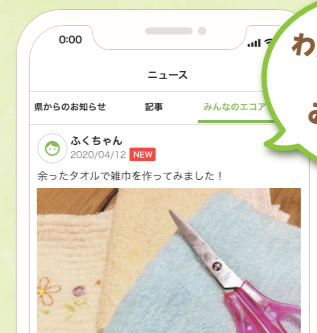 0:00
ニュース
県からのお知らせ
記事
みんなのエコア
ふくちゃん
2020/04/12 NEW
余ったタオルで雑巾を作ってみました！
わ
お